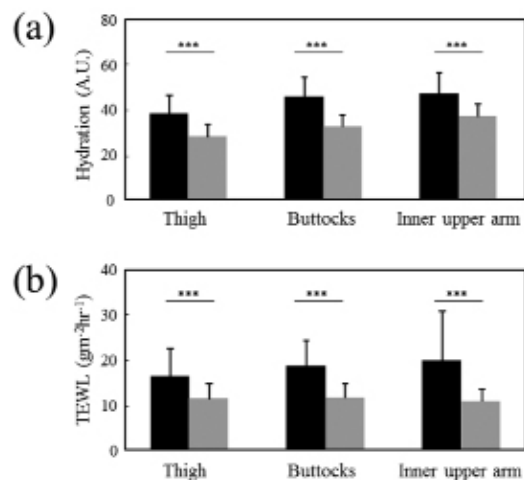 (a)
Hydration (A.U.)
80
60
40
20
0
***
***
***
Thigh
Buttocks
Inner upper arm
(b)
TEWL (gm⁻²hr⁻¹)
40
30
20
10
0
***
***
***
Thigh
Buttocks
Inner upper arm